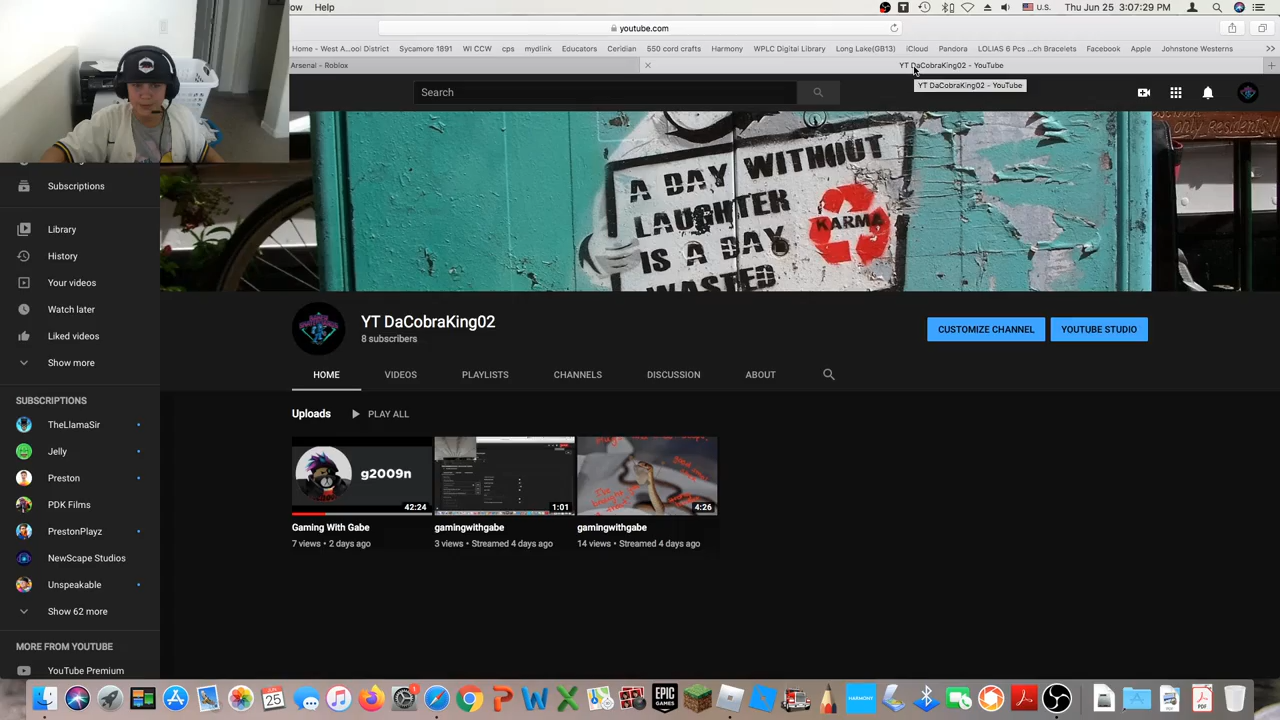 ow Help
U.S. Thu Jun 25 3:07:29 PM
youtube.com
Home - West A...ool District Sycamore 1891 WI CCW cps mydlink Educators Ceridian 550 cord crafts Harmony WPLC Digital Library Long Lake(GB13) iCloud Pandora LOLIAS 6 Pcs ...ch Bracelets Facebook Apple Johnstone Westerns >>
Arsenal - Roblox
YT DaCobraKing02 - YouTube
YT DaCobraKing02 - YouTube
Search
only Residents
A DAY WITHOUT
LAUGHTER
IS A DAY
WASTED
KARMA
Subscriptions
Library
History
Your videos
Watch later
Liked videos
Show more
SUBSCRIPTIONS
TheLlamaSir
Jelly
Preston
PDK Films
PrestonPlayz
NewScape Studios
Unspeakable
Show 62 more
MORE FROM YOUTUBE
YouTube Premium
YT DaCobraKing02
8 subscribers
CUSTOMIZE CHANNEL YOUTUBE STUDIO
HOME VIDEOS PLAYLISTS CHANNELS DISCUSSION ABOUT
Uploads PLAY ALL
g2009n
42:24
1:01
4:26
Gaming With Gabe
7 views • 2 days ago
gamingwithgabe
3 views • Streamed 4 days ago
gamingwithgabe
14 views • Streamed 4 days ago
25
EPIC
GAMES
HARMONY
PDF